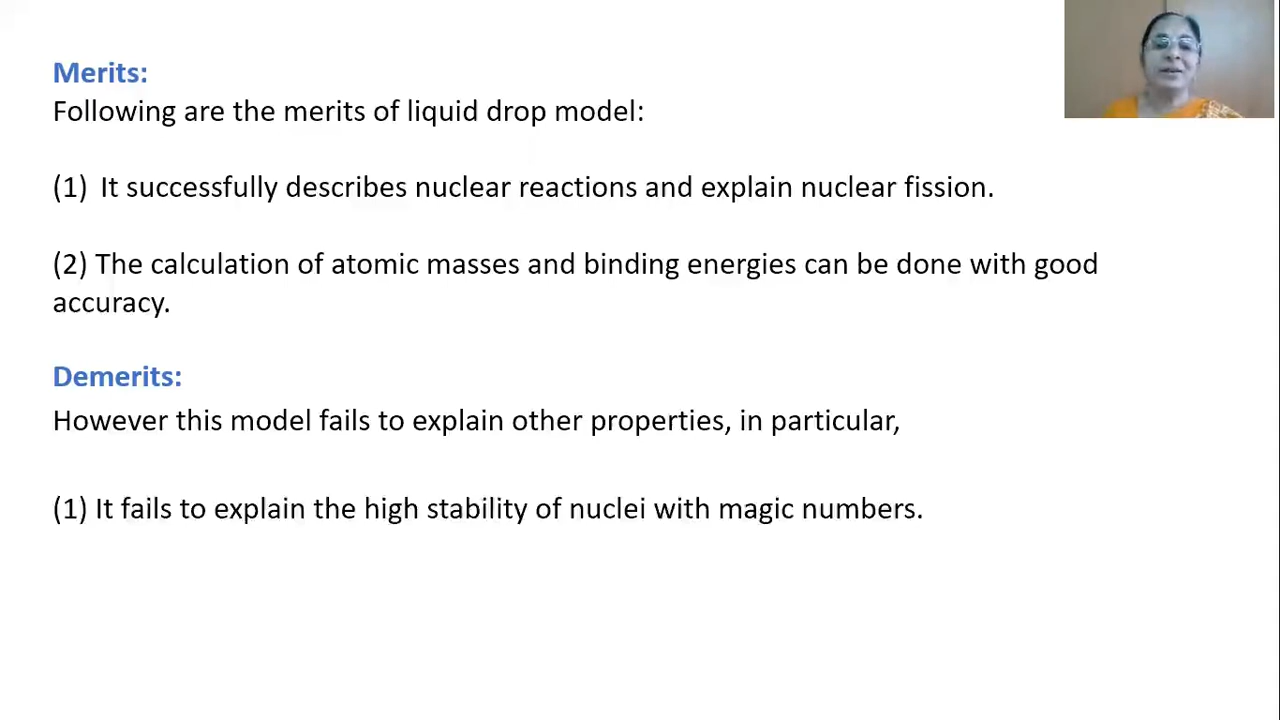 Merits:
Following are the merits of liquid drop model:
(1) It successfully describes nuclear reactions and explain nuclear fission.
(2) The calculation of atomic masses and binding energies can be done with good
accuracy.
Demerits:
However this model fails to explain other properties, in particular,
(1) It fails to explain the high stability of nuclei with magic numbers.